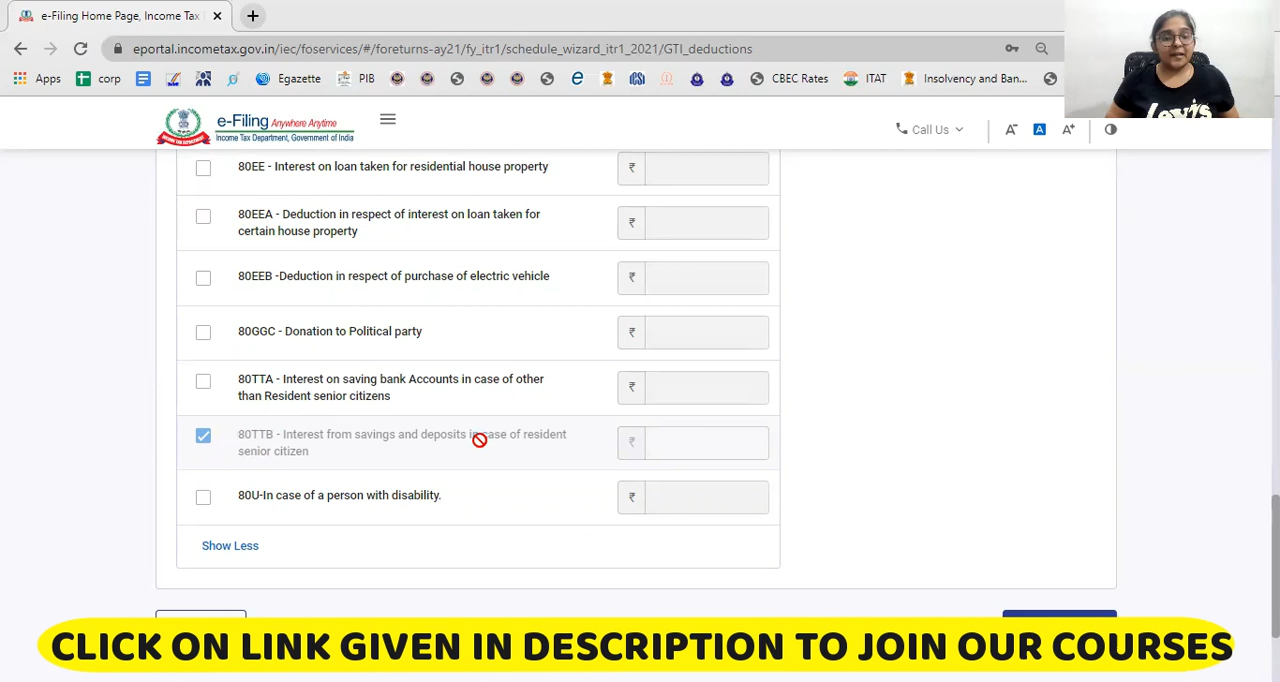 e-Filing Home Page, Income Tax
eportal.incometax.gov.in/iec/foservices/#/foreturns-ay21/fy_itr1/schedule_wizard_itr1_2021/GTI_deductions
Apps
corp
Egazette
PIB
e
ICSI
CBEC Rates
ITAT
Insolvency and Ban...
e-Filing Anywhere Anytime
Income Tax Department, Government of India
Call Us
A-
A
A+
80EE - Interest on loan taken for residential house property
₹
80EEA - Deduction in respect of interest on loan taken for
certain house property
₹
80EEB -Deduction in respect of purchase of electric vehicle
₹
80GGC - Donation to Political party
₹
80TTA - Interest on saving bank Accounts in case of other
than Resident senior citizens
₹
80TTB - Interest from savings and deposits in case of resident
senior citizen
₹
80U-In case of a person with disability.
₹
Show Less
CLICK ON LINK GIVEN IN DESCRIPTION TO JOIN OUR COURSES